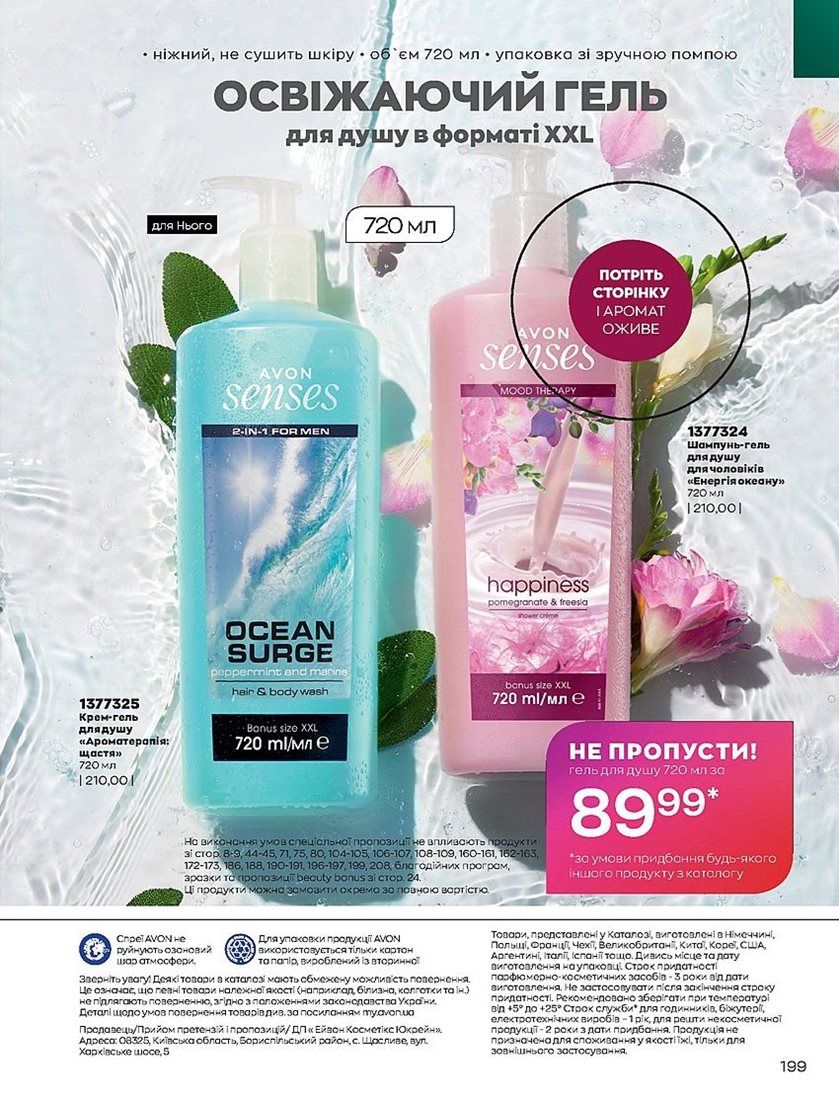 • ніжний, не сушить шкіру • об`єм 720 мл • упаковка зі зручною помпою
ОСВІЖАЮЧИЙ ГЕЛЬ
для душу в форматі XXL
для Нього
720 мл
ПОТРІТЬ
СТОРІНКУ
І АРОМАТ
ОЖИВЕ
AVON
senses
2-IN-1 FOR MEN
OCEAN
SURGE
peppermint and marine
hair & body wash
Bonus size XXL
720 ml/мл e
AVON
senses
MOOD THERAPY
happiness
pomegranate & freesia
shower crème
bonus size XXL
720 ml/мл e
1377324
Шампунь-гель
для душу
для чоловіків
«Енергія океану»
720 мл
| 210,00 |
1377325
Крем-гель
для душу
«Ароматерапія:
щастя»
720 мл
| 210,00 |
НЕ ПРОПУСТИ!
гель для душу 720 мл за
89⁹⁹*
*за умови придбання будь-якого
іншого продукту з каталогу
На виконання умов спеціальної пропозиції не впливають продукти
зі стор. 8-9, 44-45, 71, 75, 80, 104-105, 106-107, 108-109, 160-161, 162-163,
172-173, 186, 188, 190-191, 196-197, 199, 208, благодійних програм,
зразки та пропозиції beauty bonus зі стор. 24.
Ці продукти можна замовити окремо за повною вартістю.
Спреї AVON не
руйнують озоновий
шар атмосфери.
Для упаковки продукції AVON
використовується тільки картон
та папір, вироблений із вторинної
Зверніть увагу! Деякі товари в каталозі мають обмежену можливість повернення.
Це означає, що певні товари належної якості (наприклад, білизна, колготки та ін.)
не підлягають поверненню, згідно з положеннями законодавства України.
Деталі щодо умов повернення товарів див. за посиланням my.avon.ua
Продавець/Прийом претензій і пропозицій/ ДП « Ейвон Косметікс Юкрейн».
Адреса: 08325, Київська область, Бориспільський район, с. Щасливе, вул.
Харківське шосе, 5
Товари, представлені у Каталозі, виготовлені в Німеччині,
Польщі, Франції, Чехії, Великобританії, Китаї, Кореї, США,
Аргентині, Італії, Іспанії тощо. Дивись місце та дату
виготовлення на упаковці. Строк придатності
парфюмерно-косметичних засобів - 3 роки від дати
виготовлення. Не застосовувати після закінчення строку
придатності. Рекомендовано зберігати при температурі
від +5° до +25° Строк служби* для годинників, біжутерії,
електротехнічних виробів – 1 рік, для решти некосметичної
продукції - 2 роки з дати придбання. Продукція не
призначена для споживання у якості їжі, тільки для
зовнішнього застосування.
199